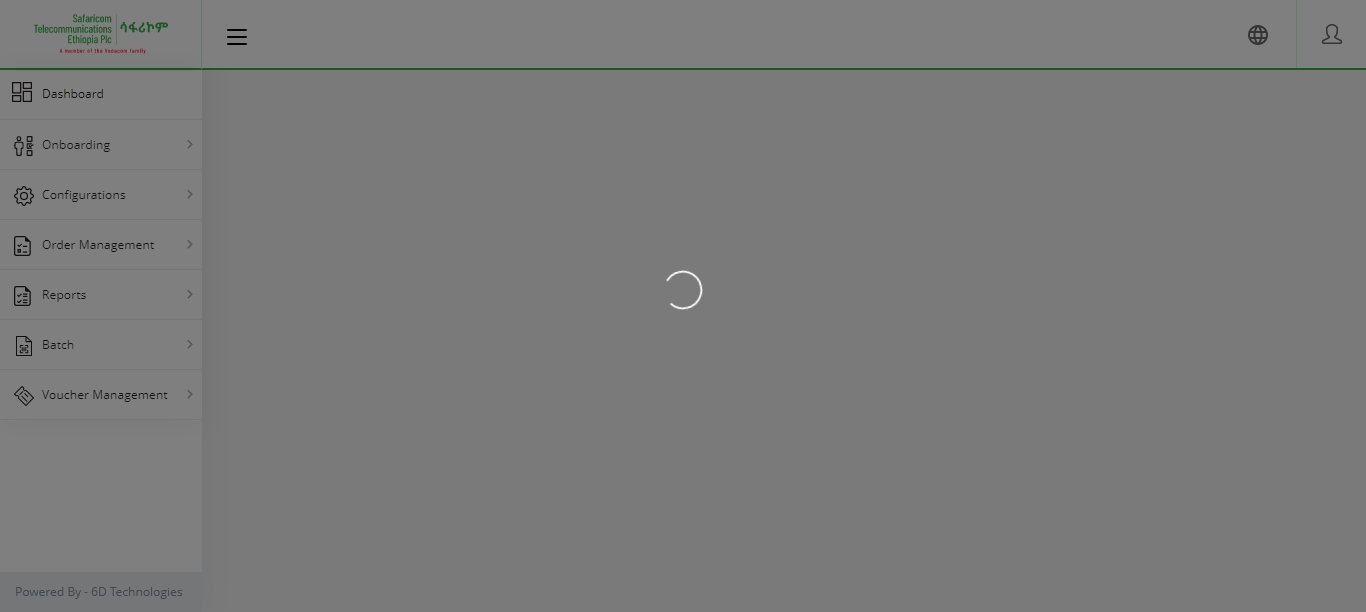 Safaricom
Telecommunications
Ethiopia Plc
ሳፋሪኮም
A member of the Vodacom family
Dashboard
Onboarding
Configurations
Order Management
Reports
Batch
Voucher Management
Powered By - 6D Technologies